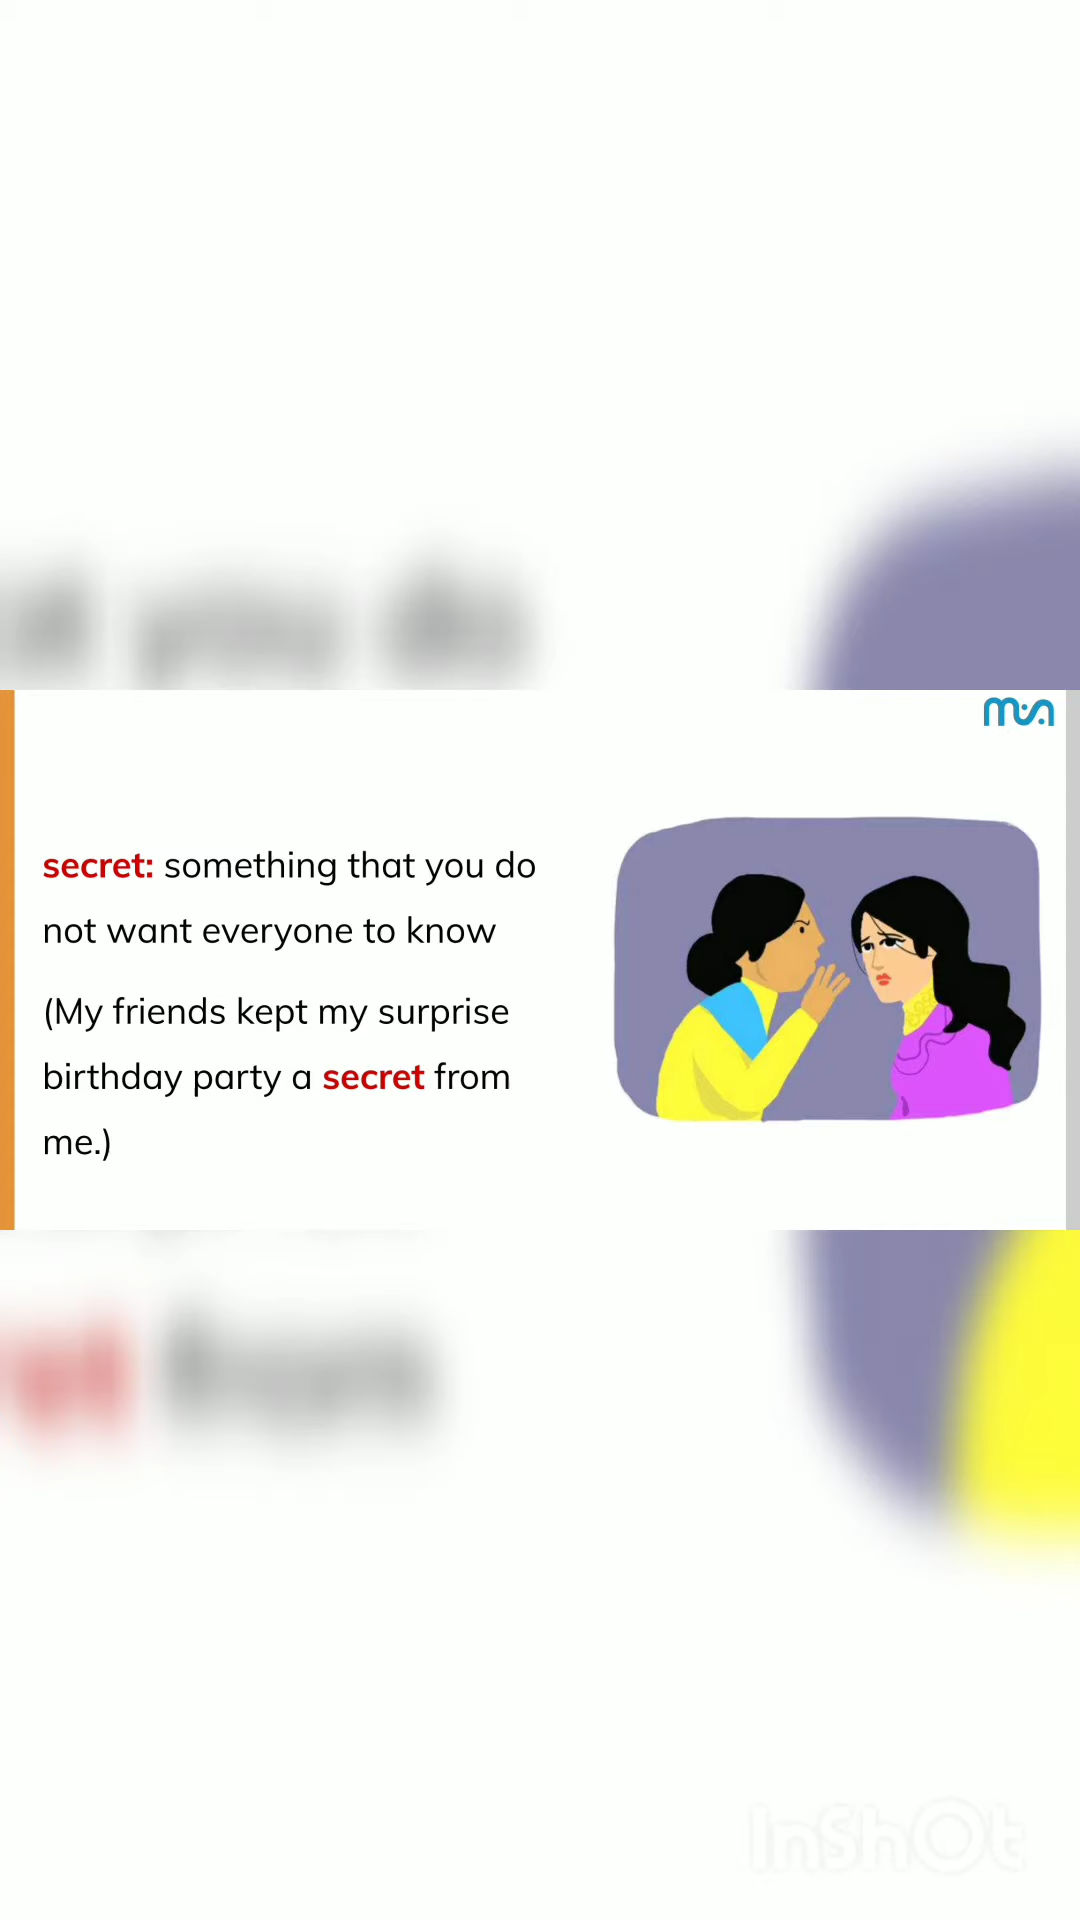 secret: something that you do
not want everyone to know
(My friends kept my surprise
birthday party a secret from
me.)
InShOt